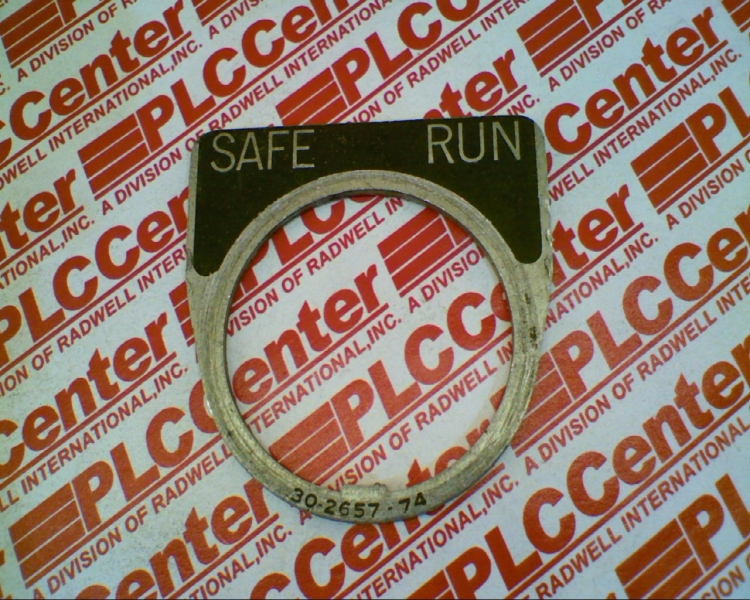 SAFE RUN
30-2657-74
PLCCenter
A DIVISION OF RADWELL INTERNATIONAL, INC.